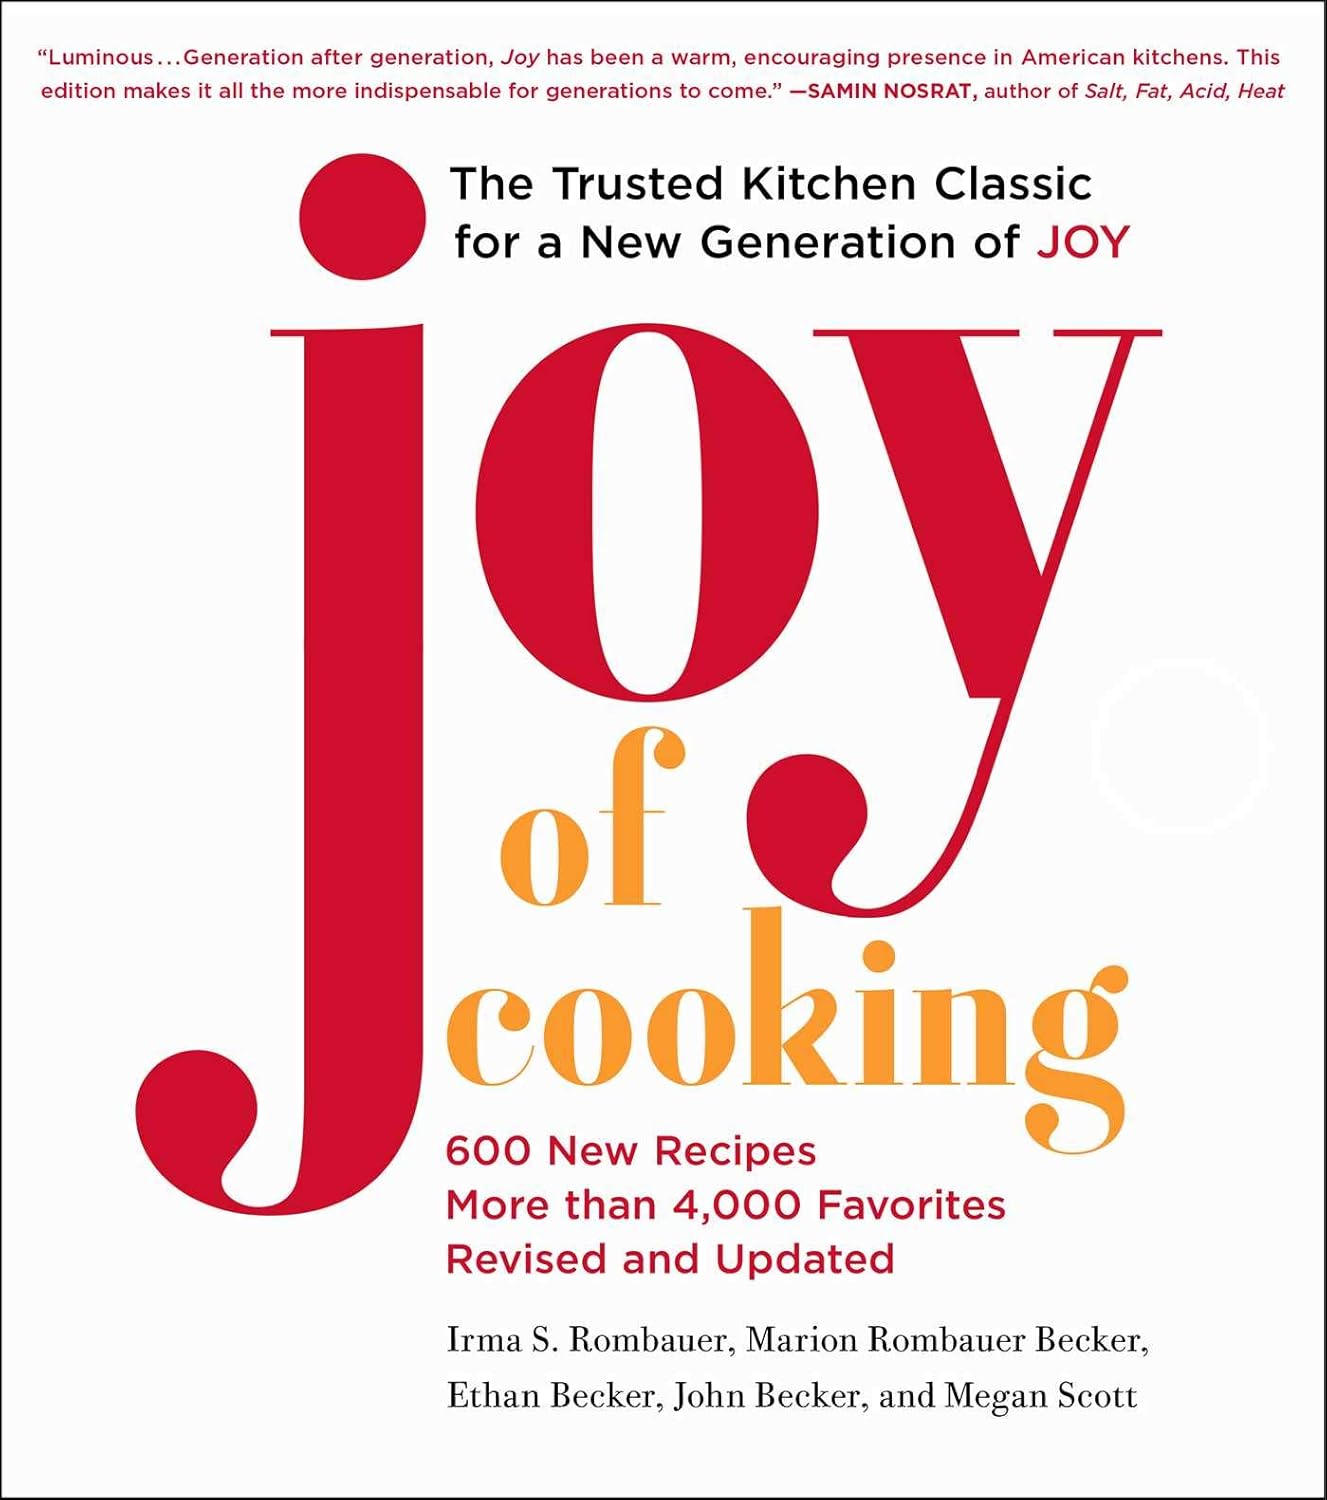 “Luminous...Generation after generation, Joy has been a warm, encouraging presence in American kitchens. This
edition makes it all the more indispensable for generations to come.” —SAMIN NOSRAT, author of Salt, Fat, Acid, Heat
The Trusted Kitchen Classic
for a New Generation of JOY
joy
of
cooking
600 New Recipes
More than 4,000 Favorites
Revised and Updated
Irma S. Rombauer, Marion Rombauer Becker,
Ethan Becker, John Becker, and Megan Scott